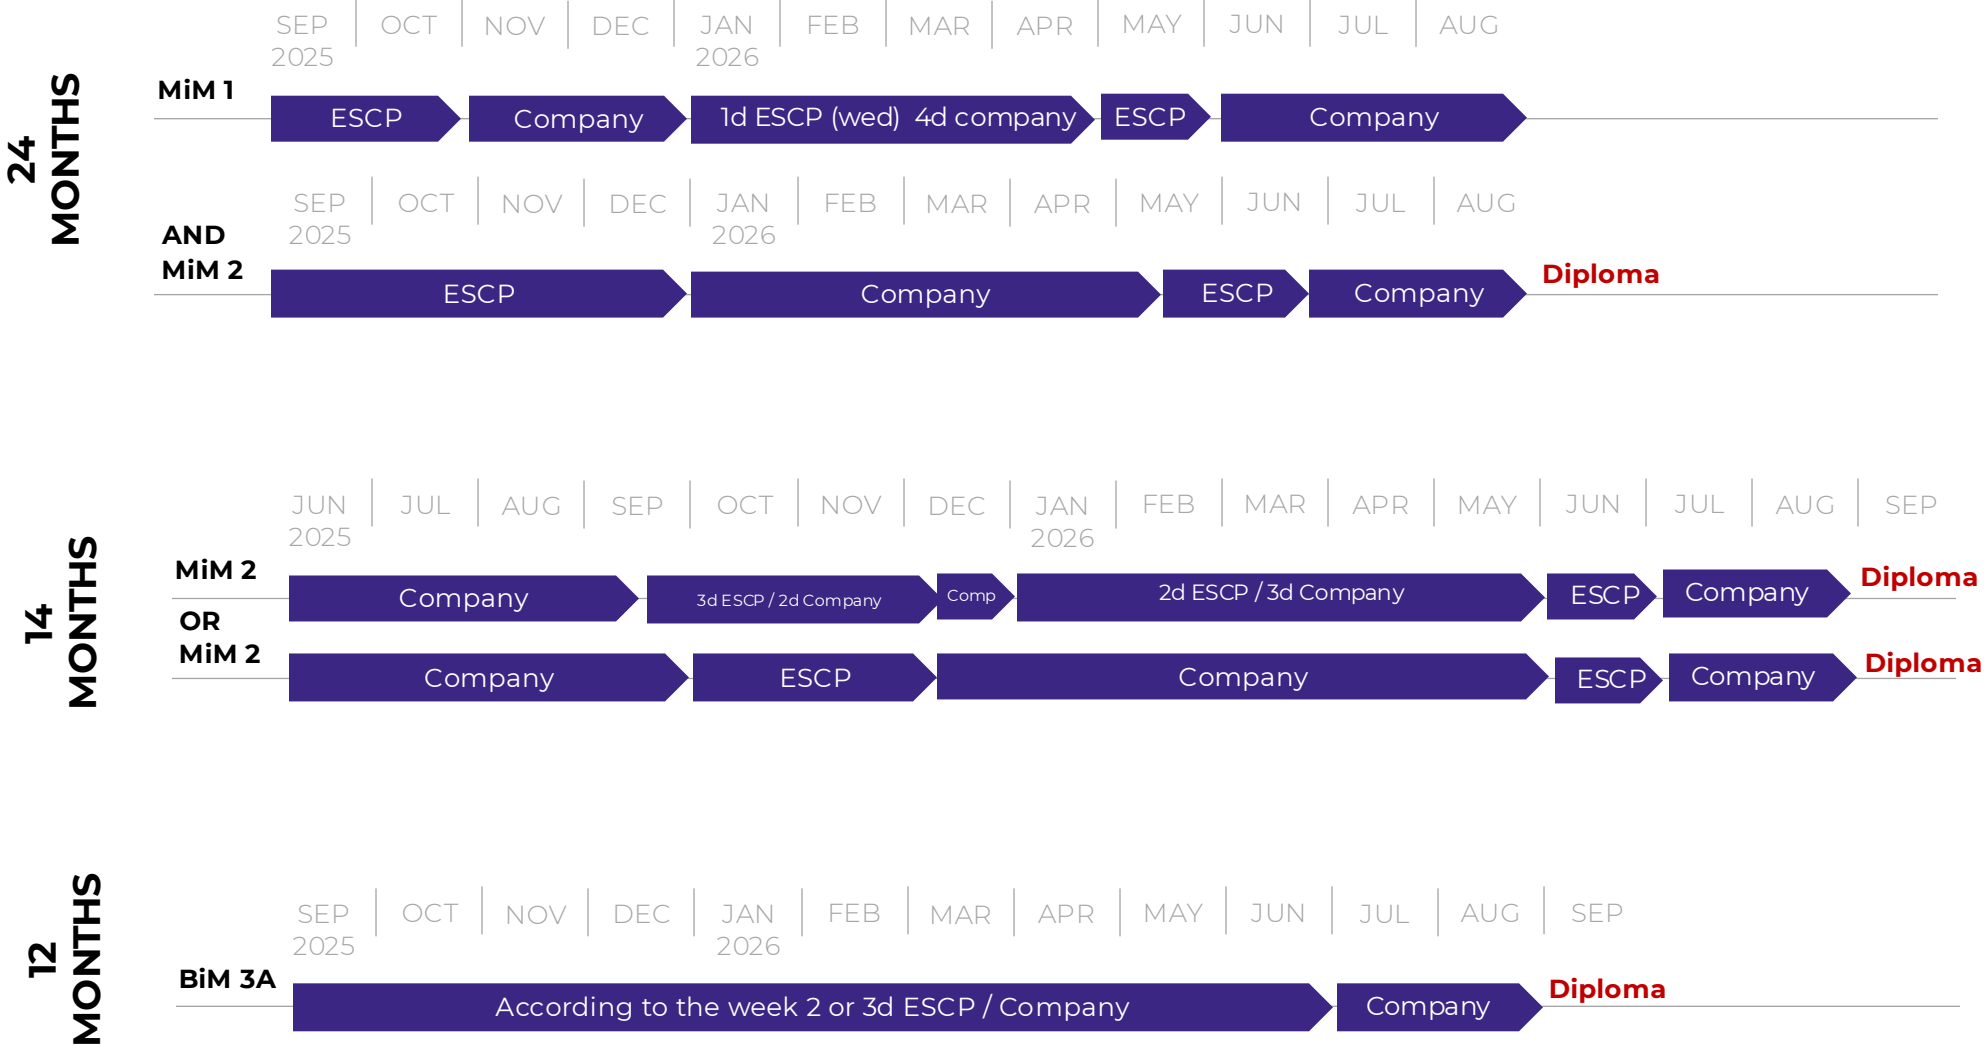 24
MONTHS
SEP OCT NOV DEC JAN FEB MAR APR MAY JUN JUL AUG
2025 2026
MiM 1
ESCP Company 1d ESCP (wed) 4d company ESCP Company
SEP OCT NOV DEC JAN FEB MAR APR MAY JUN JUL AUG
2025 2026
AND
MiM 2
ESCP Company ESCP Company Diploma
14
MONTHS
JUN JUL AUG SEP OCT NOV DEC JAN FEB MAR APR MAY JUN JUL AUG SEP
2025 2026
MiM 2
Company 3d ESCP / 2d Company Comp 2d ESCP / 3d Company ESCP Company Diploma
OR
MiM 2
Company ESCP Company ESCP Company Diploma
12
MONTHS
SEP OCT NOV DEC JAN FEB MAR APR MAY JUN JUL AUG SEP
2025 2026
BiM 3A
According to the week 2 or 3d ESCP / Company Company Diploma